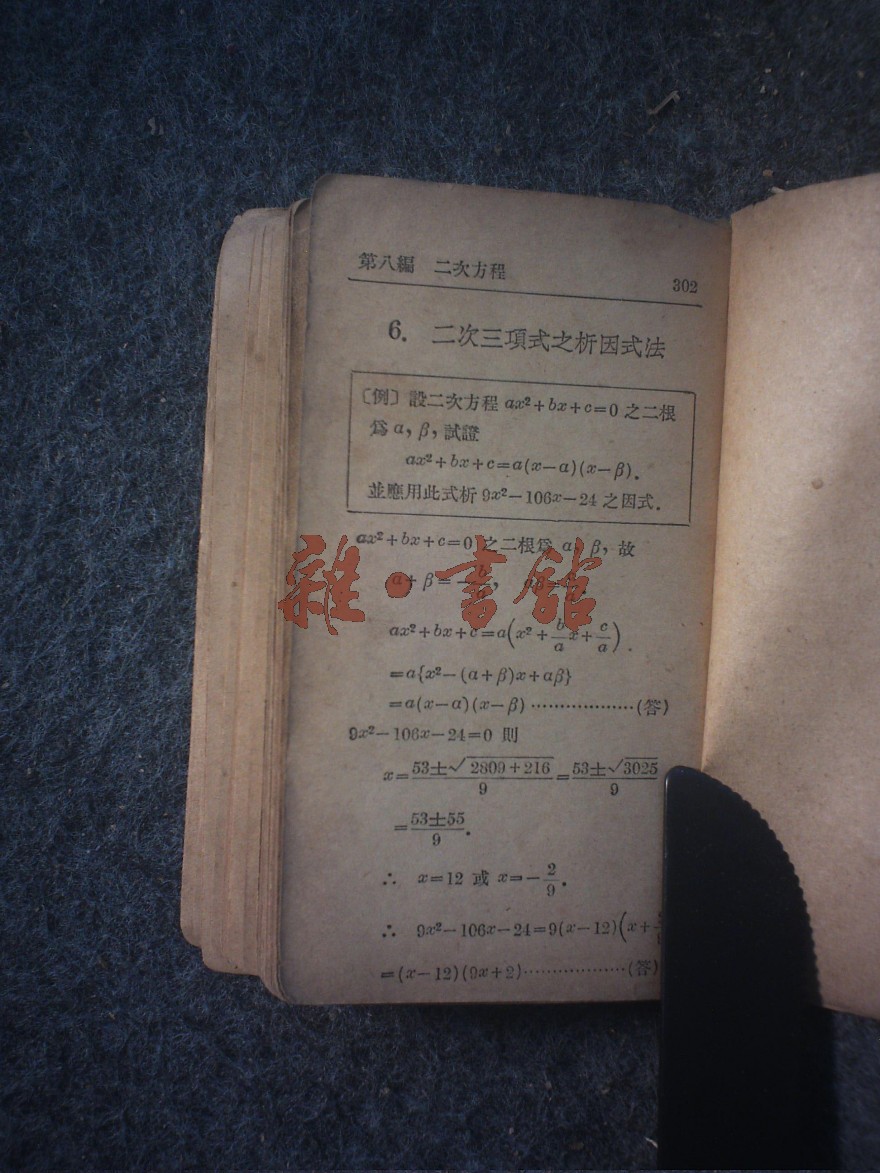 第八編 二次方程
302
6. 二次三項式之析因式法
〔例〕設二次方程 ax²+bx+c=0 之二根
爲 α, β, 試證
ax²+bx+c=a(x−α)(x−β).
並應用此式析 9x²−106x−24 之因式.
ax²+bx+c=0 之二根爲 α, β, 故
α+β=−b/a, αβ=
雜·書館
ax²+bx+c=a(x²+b/a x+c/a).
=a{x²−(α+β)x+αβ}
=a(x−α)(x−β)………………(答)
9x²−106x−24=0 則
x=53±√2809+216/9=53±√3025/9
=53±55/9.
∴ x=12 或 x=−2/9.
∴ 9x²−106x−24=9(x−12)(x+
=(x−12)(9x+2)………………(答)